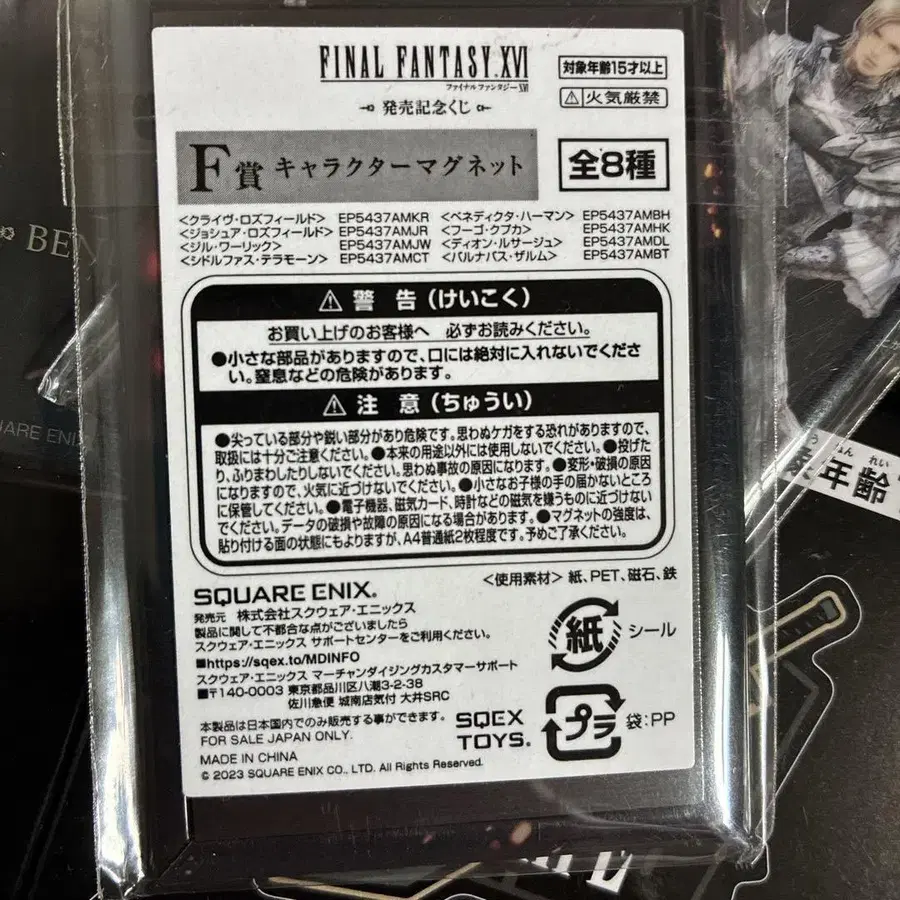 FINAL FANTASY XVI
ファイナルファンタジーXVI
発売記念くじ
対象年齢15才以上
⚠火気厳禁
F賞 キャラクターマグネット
全8種
<クライヴ・ロズフィールド> EP5437AMKR
<ジョシュア・ロズフィールド> EP5437AMJR
<ジル・ワーリック> EP5437AMJW
<シドルファス・テラモーン> EP5437AMCT
<ベネディクタ・ハーマン> EP5437AMBH
<フーゴ・クプカ> EP5437AMHK
<ディオン・ルサージュ> EP5437AMDL
<バルナバス・ザルム> EP5437AMBT
⚠ 警 告 (けいこく)
お買い上げのお客様へ 必ずお読みください。
●小さな部品がありますので、口には絶対に入れないでくださ
い。窒息などの危険があります。
⚠ 注 意 (ちゅうい)
●尖っている部分や鋭い部分があり危険です。思わぬケガをする恐れがありますので、
取扱には十分ご注意ください。●本来の用途以外には使用しないでください。●投げた
り、ふりまわしたりしないでください。思わぬ事故の原因になります。●変形・破損の原因
になりますので、火気に近づけないでください。●小さなお子様の手の届かないところ
に保管してください。●電子機器、磁気カード、時計などの磁気を嫌うものに近づけない
でください。データの破損や故障の原因になる場合があります。●マグネットの強度は、
貼り付ける面の状態にもよりますが、A4普通紙2枚程度です。予めご了承ください。
<使用素材> 紙、PET、磁石、鉄
SQUARE ENIX.
発売元 株式会社スクウェア・エニックス
製品に関して不都合な点がございましたら
スクウェア・エニックス サポートセンターをご利用ください。
■https://sqex.to/MDINFO
スクウェア・エニックス マーチャンダイジングカスタマーサポート
■〒140-0003 東京都品川区八潮3-2-38
佐川急便 城南店気付 大井SRC
本製品は日本国内でのみ販売する事ができます。
FOR SALE JAPAN ONLY.
MADE IN CHINA
© 2023 SQUARE ENIX CO., LTD. All Rights Reserved.
SQEX
TOYS.
紙 シール
プラ 袋:PP
BEN
ARE ENIX
年齢
ねん れい